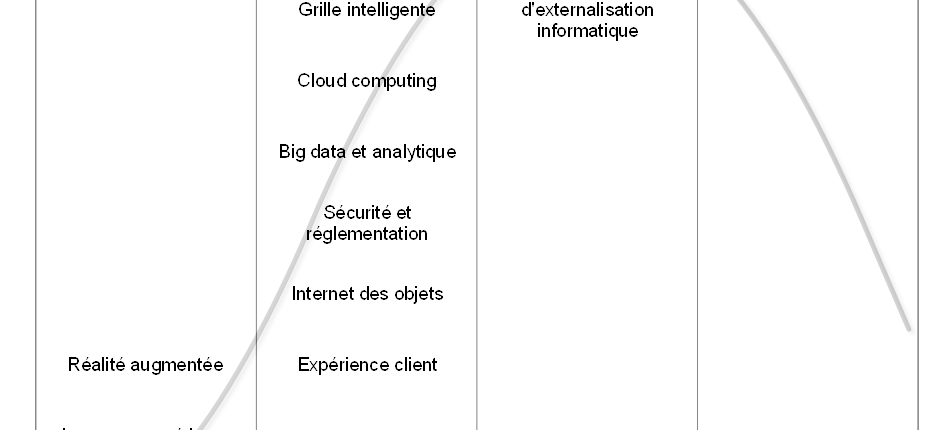 Grille intelligente
d'externalisation
informatique
Cloud computing
Big data et analytique
Sécurité et
réglementation
Internet des objets
Réalité augmentée
Expérience client